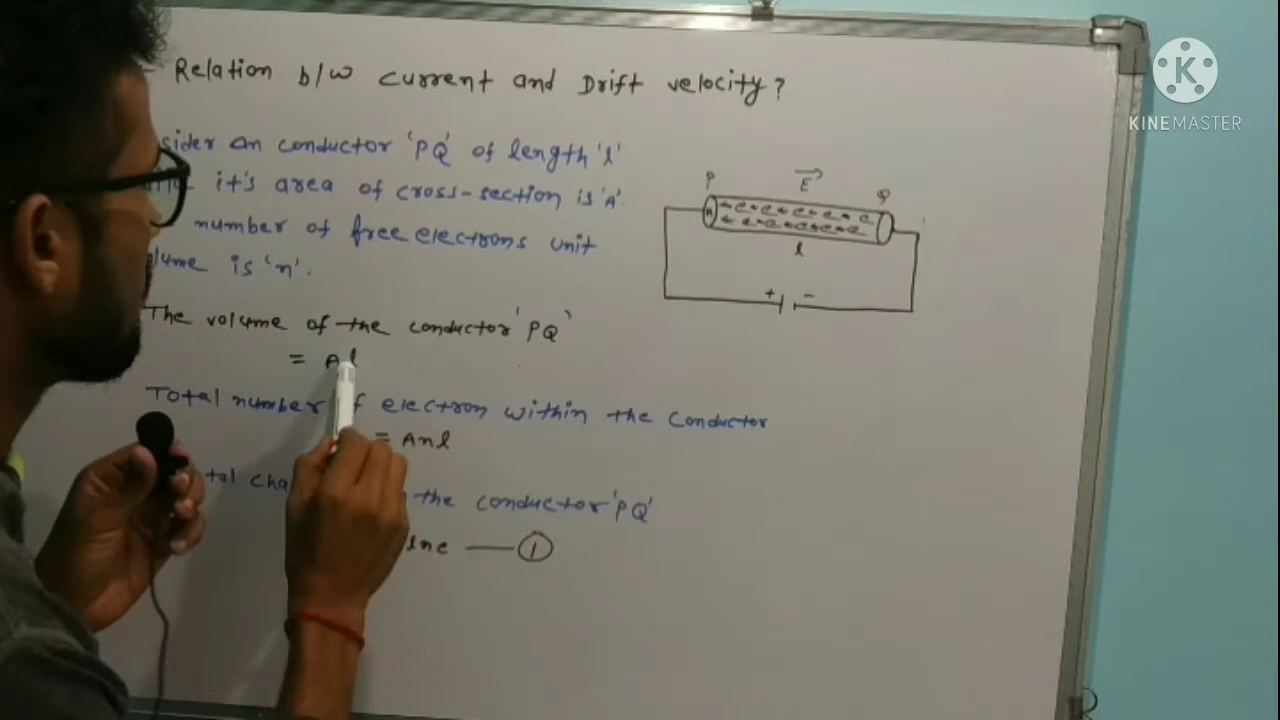 Relation b/w current and Drift velocity?
sider an conductor 'PQ' of length 'l'
it's area of cross-section is 'A'
number of free electrons unit
lume is 'n'.
The volume of the conductor 'PQ'
= Al
Total number of electron within the conductor
= Anl
tal cha the conductor 'PQ'
lne — ①
P
E
Q
A
e e e e e
e e e e e
l
+ -
K
KINEMASTER